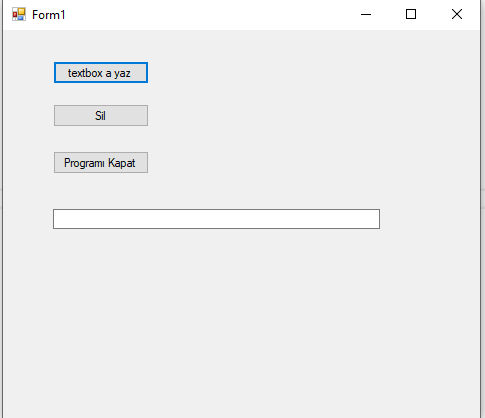 Form1
textbox a yaz
Sil
Programı Kapat